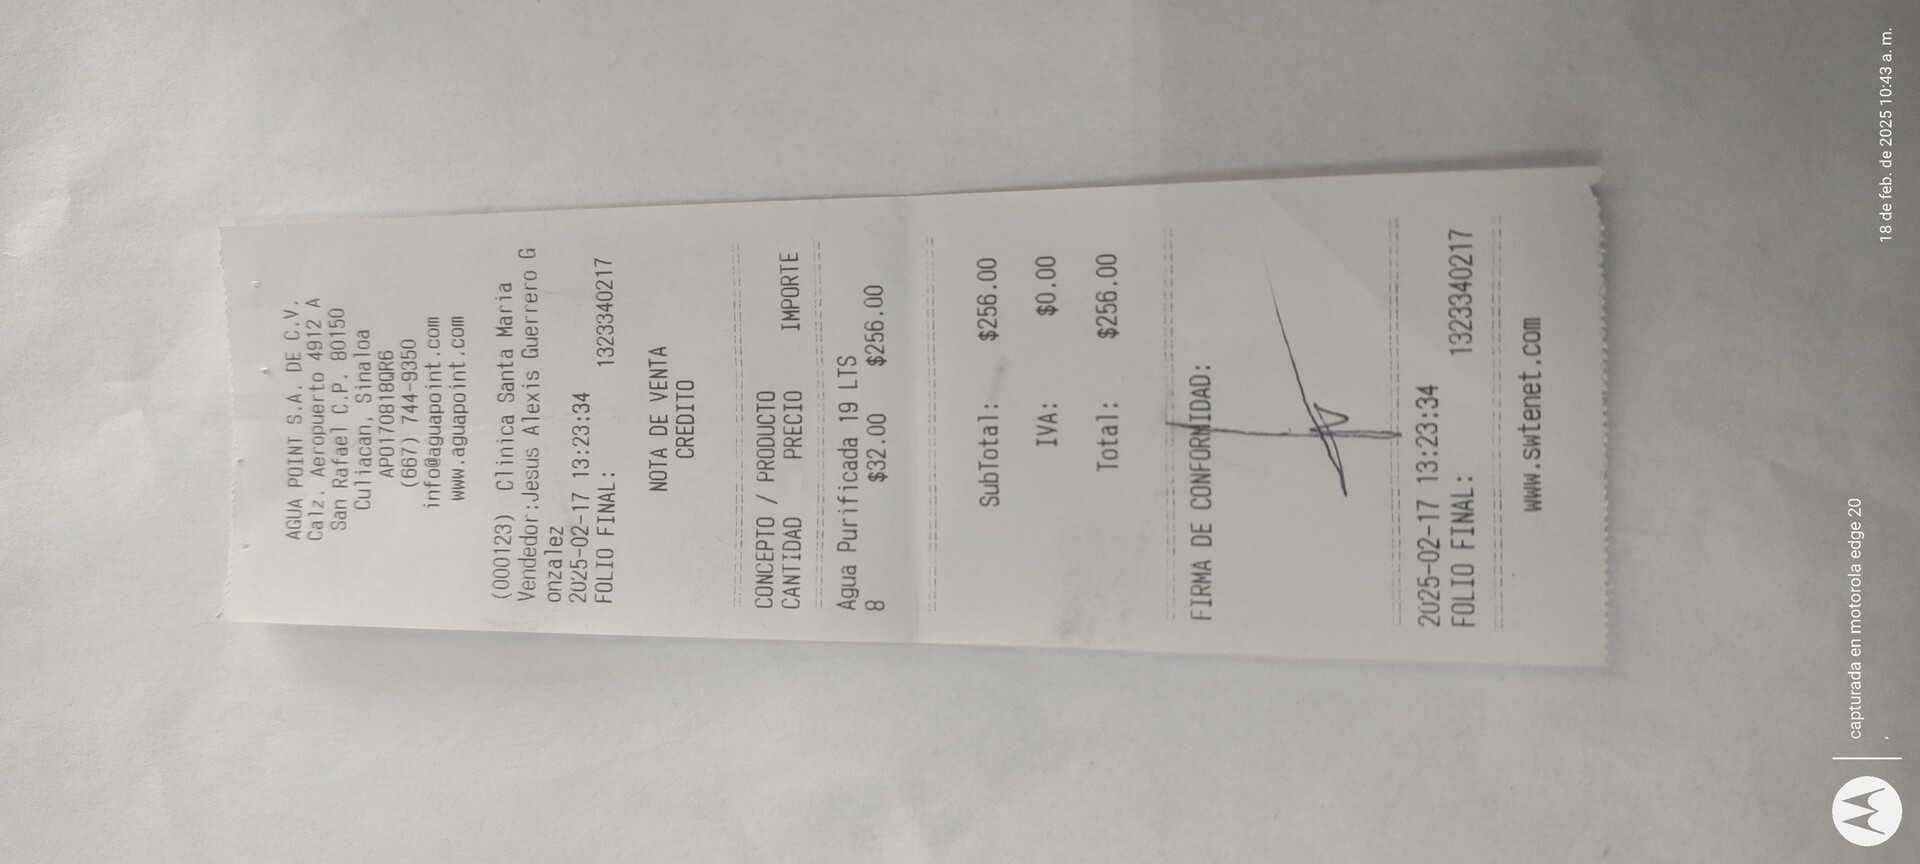 AGUA POINT S.A. DE C.V.
Calz. Aeropuerto 4912 A
San Rafael C.P. 80150
Culiacan, Sinaloa
APO170818QR6
(667) 744-9350
info@aguapoint.com
www.aguapoint.com
(000123) Clinica Santa Maria
Vendedor:Jesus Alexis Guerrero G
onzalez
2025-02-17 13:23:34
FOLIO FINAL: 1323340217
NOTA DE VENTA
CREDITO
CONCEPTO / PRODUCTO
CANTIDAD PRECIO IMPORTE
Agua Purificada 19 LTS
8 $32.00 $256.00
SubTotal: $256.00
IVA: $0.00
Total: $256.00
FIRMA DE CONFORMIDAD:
2025-02-17 13:23:34
FOLIO FINAL: 1323340217
www.swtenet.com
capturada en motorola edge 20
,
18 de feb. de 2025 10:43 a. m.